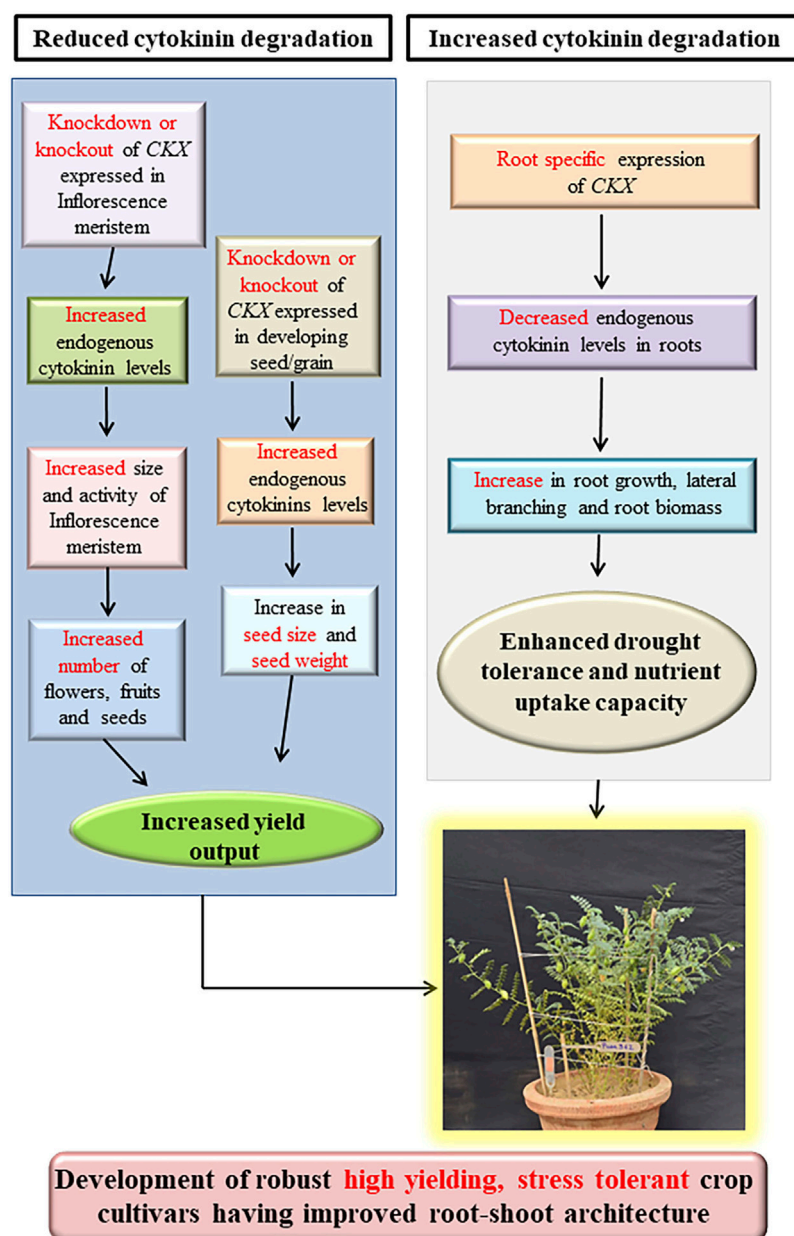 Reduced cytokinin degradation
Knockdown or
knockout of CKX
expressed in
Inflorescence
meristem
Increased
endogenous
cytokinin levels
Increased size
and activity of
Inflorescence
meristem
Increased
number of
flowers, fruits
and seeds
Knockdown or
knockout of
CKX expressed
in developing
seed/grain
Increased
endogenous
cytokinins levels
Increase in
seed size and
seed weight
Increased yield
output
Increased cytokinin degradation
Root specific expression
of CKX
Decreased endogenous
cytokinin levels in roots
Increase in root growth, lateral
branching and root biomass
Enhanced drought
tolerance and nutrient
uptake capacity
Development of robust high yielding, stress tolerant crop
cultivars having improved root-shoot architecture